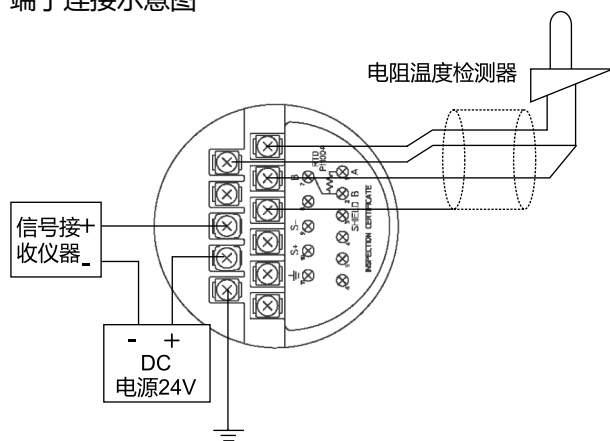 端子连接示意图
电阻温度检测器
A
B
SHIELD B
INSPECTION CERTIFICATE
RTD
Pt100Ω
B
S-
S+
信号接+
收仪器-
- +
DC
电源24V